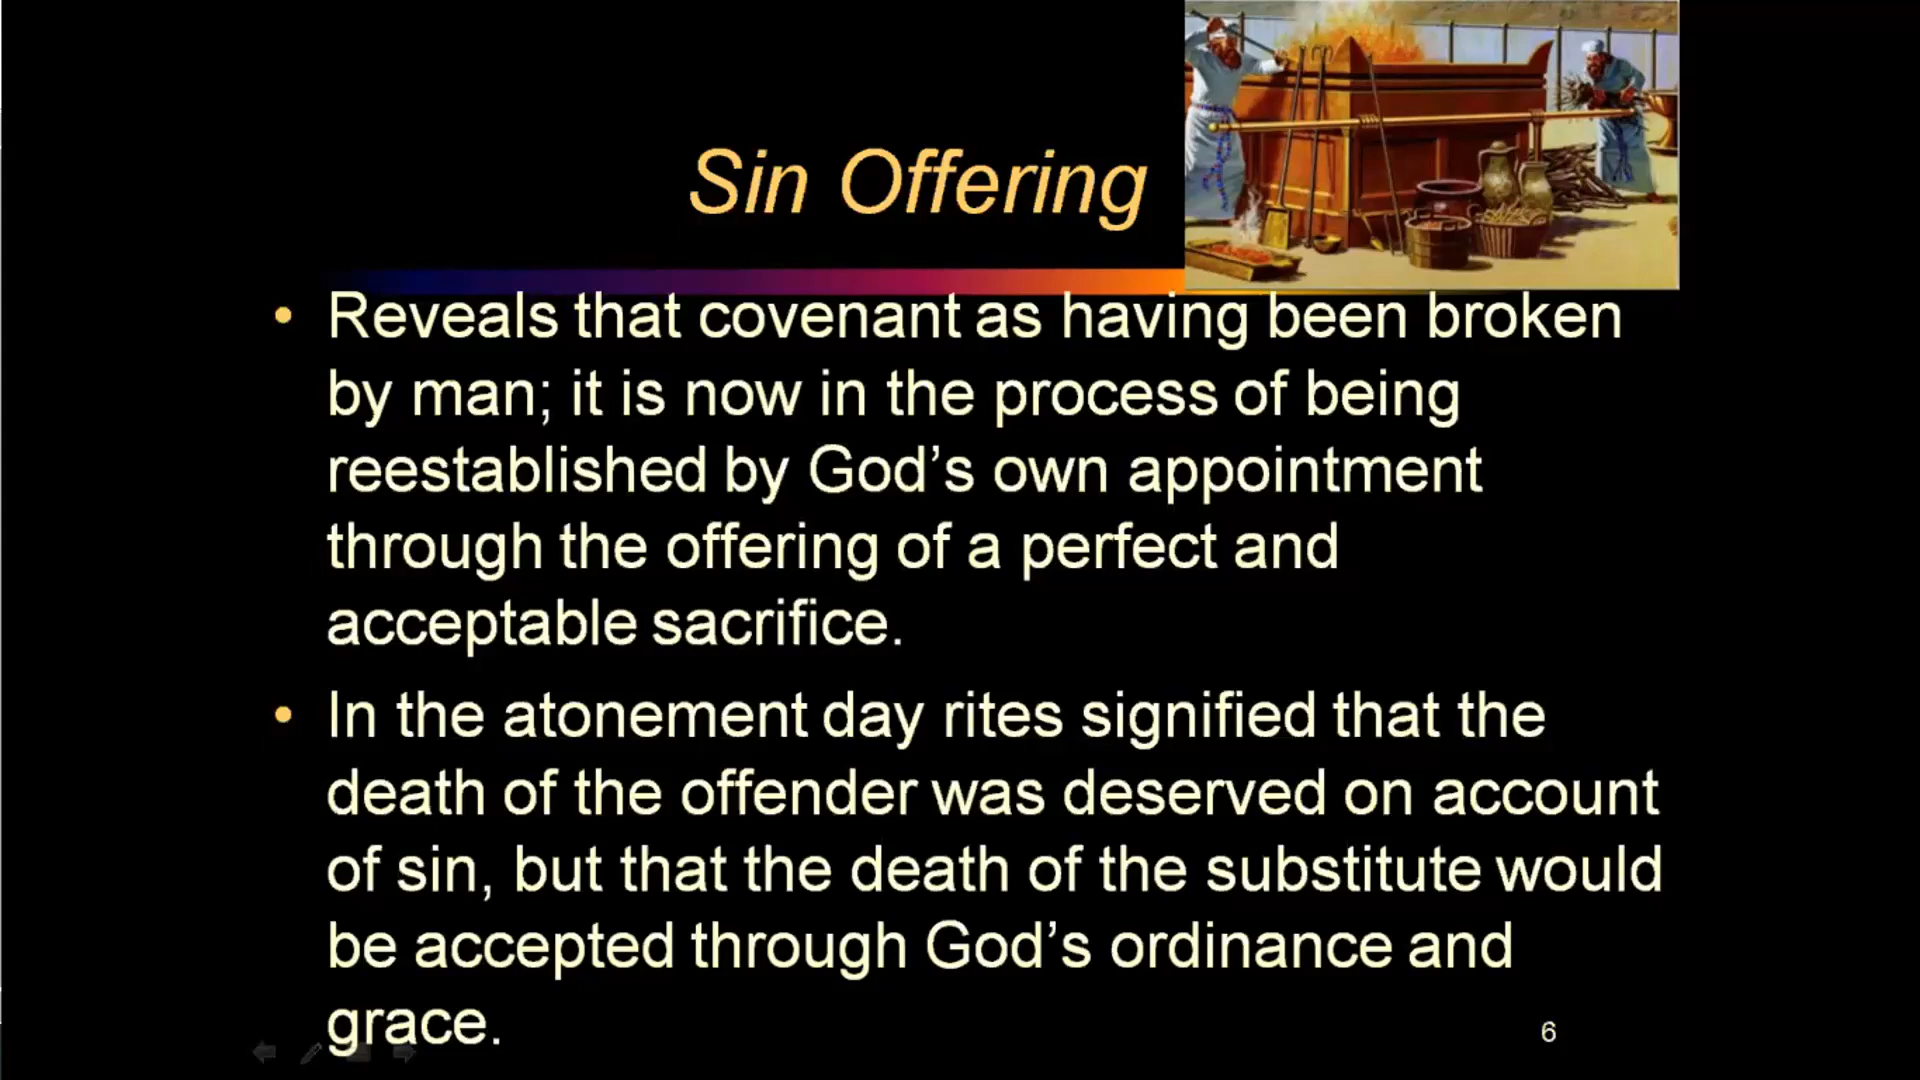 Sin Offering
• Reveals that covenant as having been broken
by man; it is now in the process of being
reestablished by God’s own appointment
through the offering of a perfect and
acceptable sacrifice.
• In the atonement day rites signified that the
death of the offender was deserved on account
of sin, but that the death of the substitute would
be accepted through God’s ordinance and
grace.
6